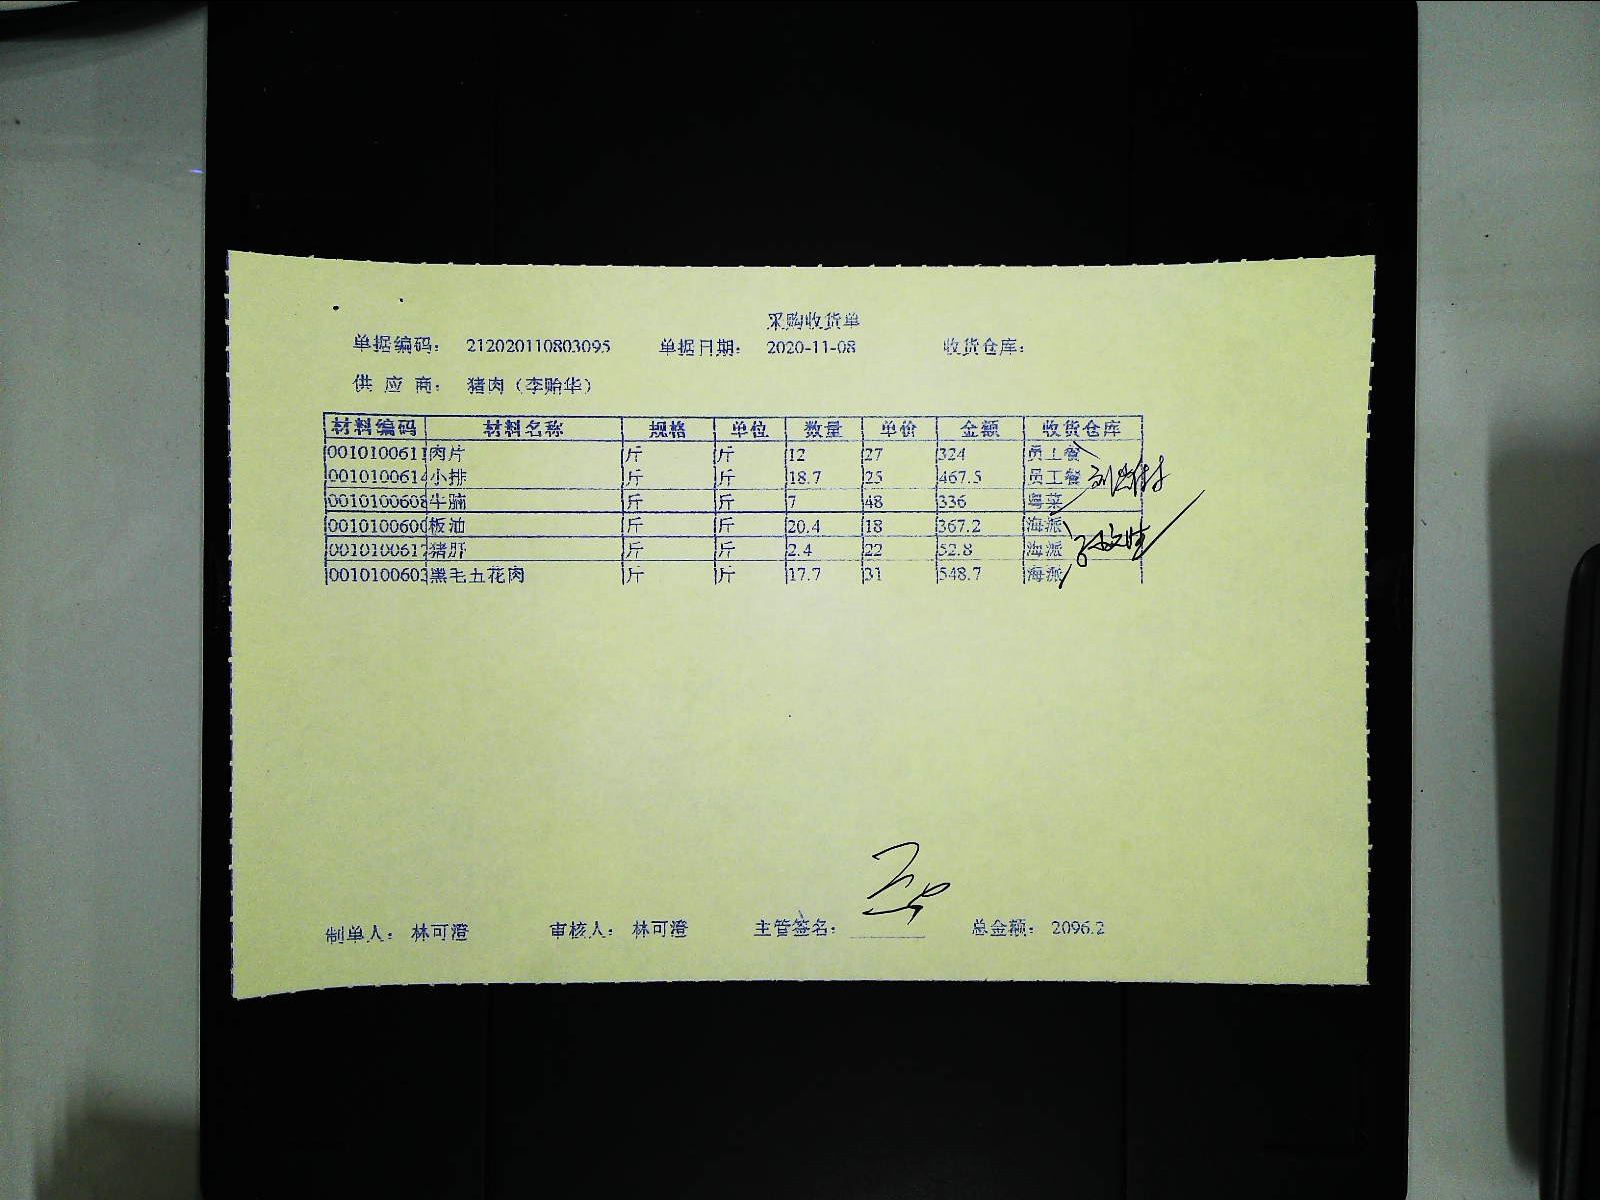 采购收货单
单据编码： 212020110803095 单据日期： 2020-11-08 收货仓库：
供 应 商： 猪肉（李贻华）
材料编码 材料名称 规格 单位 数量 单价 金额 收货仓库
0010100611 肉片 斤 斤 12 27 324 员工餐
0010100614 小排 斤 斤 18.7 25 467.5 员工餐
0010100608 牛腩 斤 斤 7 48 336 粤菜
0010100600 板油 斤 斤 20.4 18 367.2 海派
0010100617 猪肝 斤 斤 2.4 22 52.8 海派
0010100603 黑毛五花肉 斤 斤 17.7 31 548.7 海派
制单人： 林可澄 审核人： 林可澄 主管签名： 总金额： 2096.2